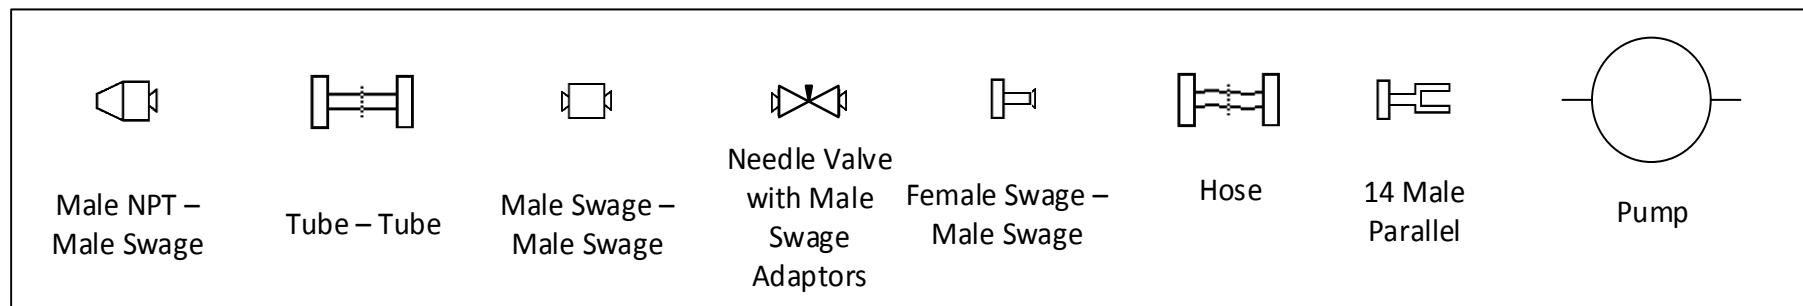 Male NPT –
Male Swage
Tube – Tube
Male Swage –
Male Swage
Needle Valve
with Male
Swage
Adaptors
Female Swage –
Male Swage
Hose
14 Male
Parallel
Pump